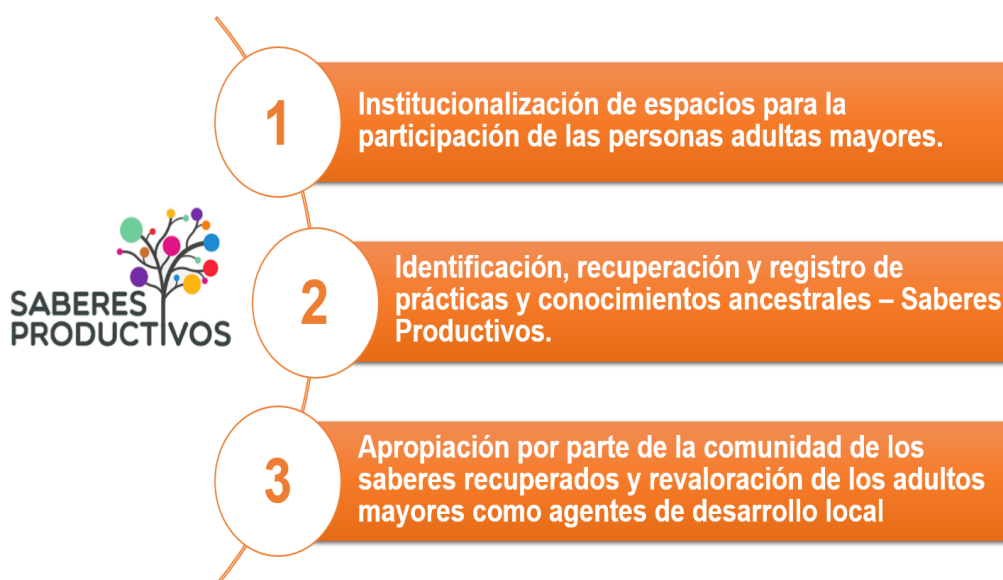 1
Institucionalización de espacios para la
participación de las personas adultas mayores.
SABERES
PRODUCTIVOS
2
Identificación, recuperación y registro de
prácticas y conocimientos ancestrales – Saberes
Productivos.
3
Apropiación por parte de la comunidad de los
saberes recuperados y revaloración de los adultos
mayores como agentes de desarrollo local